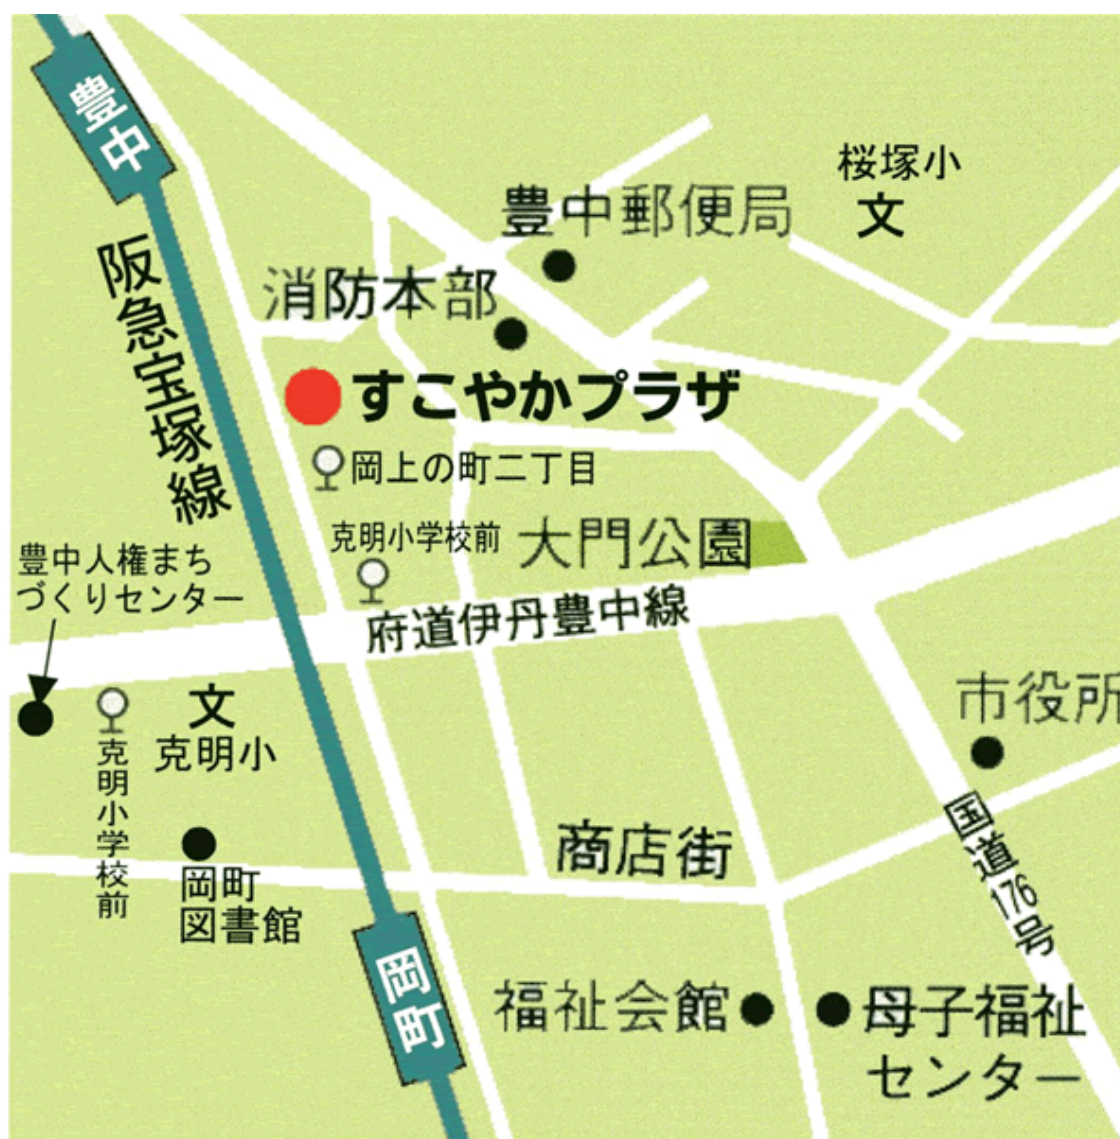 豊中
桜塚小
文
豊中郵便局
阪急宝塚線
消防本部
すこやかプラザ
岡上の町二丁目
克明小学校前
大門公園
豊中人権まち
づくりセンター
府道伊丹豊中線
文
克明小
市役所
克明小学校前
国道176号
商店街
岡町
図書館
岡町
福祉会館
母子福祉
センター